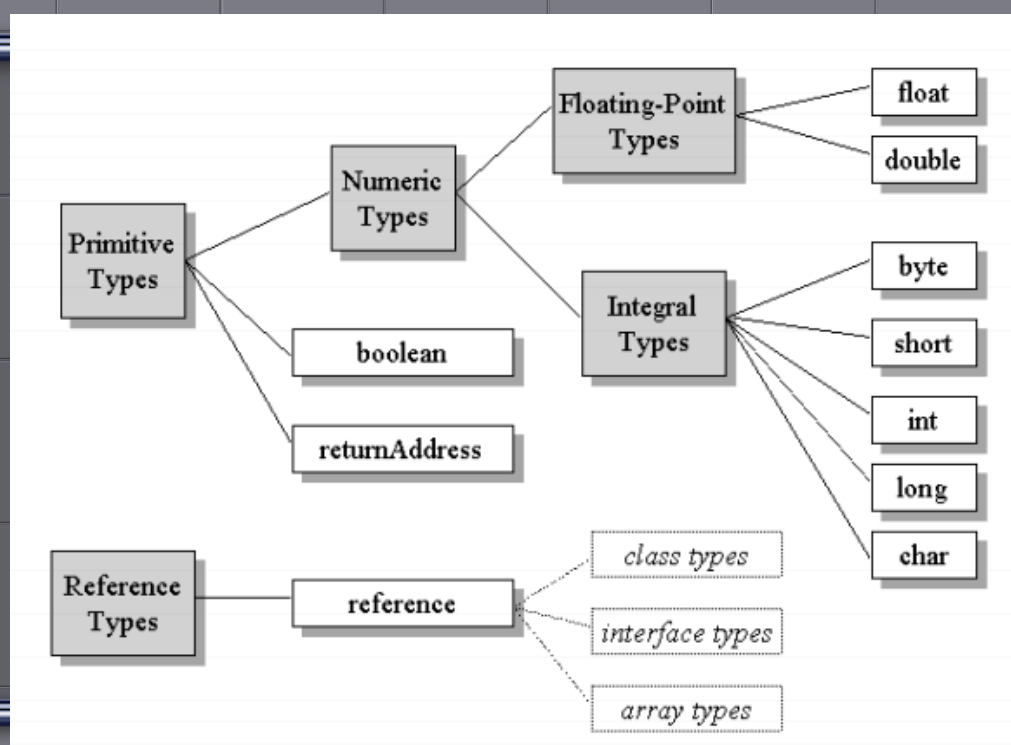 Primitive
Types
Numeric
Types
Floating-Point
Types
float
double
Integral
Types
byte
short
int
long
char
boolean
returnAddress
Reference
Types
reference
class types
interface types
array types